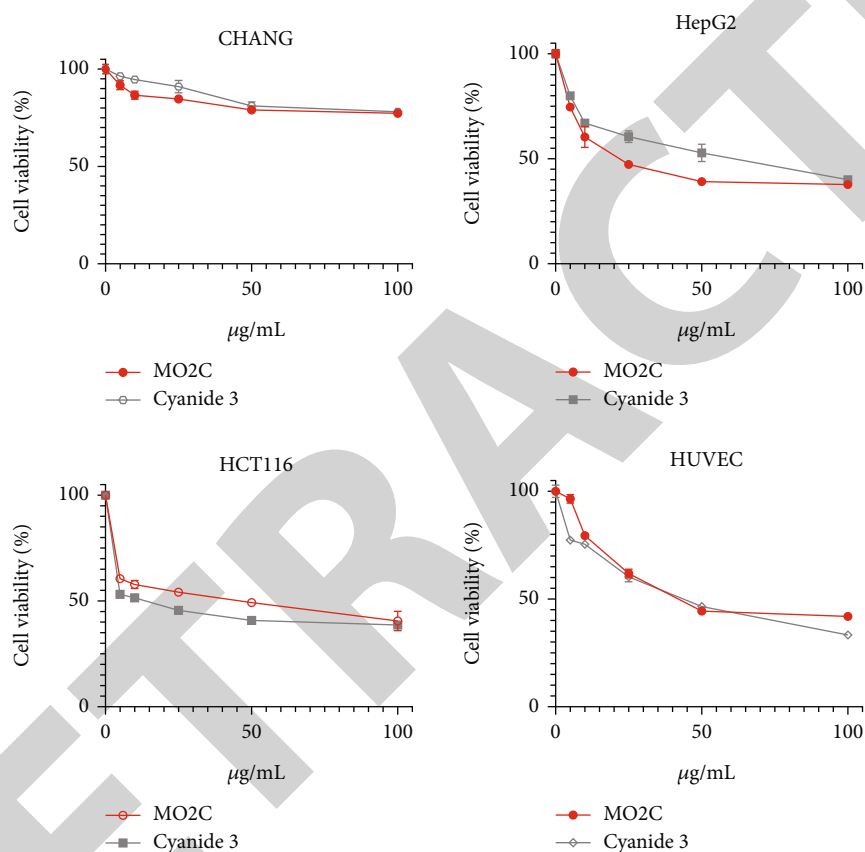 CHANG
Cell viability (%)
100
50
0
0 50 100
μg/mL
MO2C
Cyanide 3
HepG2
Cell viability (%)
100
50
0
0 50 100
μg/mL
MO2C
Cyanide 3
HCT116
Cell viability (%)
100
50
0
0 50 100
μg/mL
MO2C
Cyanide 3
HUVEC
Cell viability (%)
100
50
0
0 50 100
μg/mL
MO2C
Cyanide 3
ETRACT